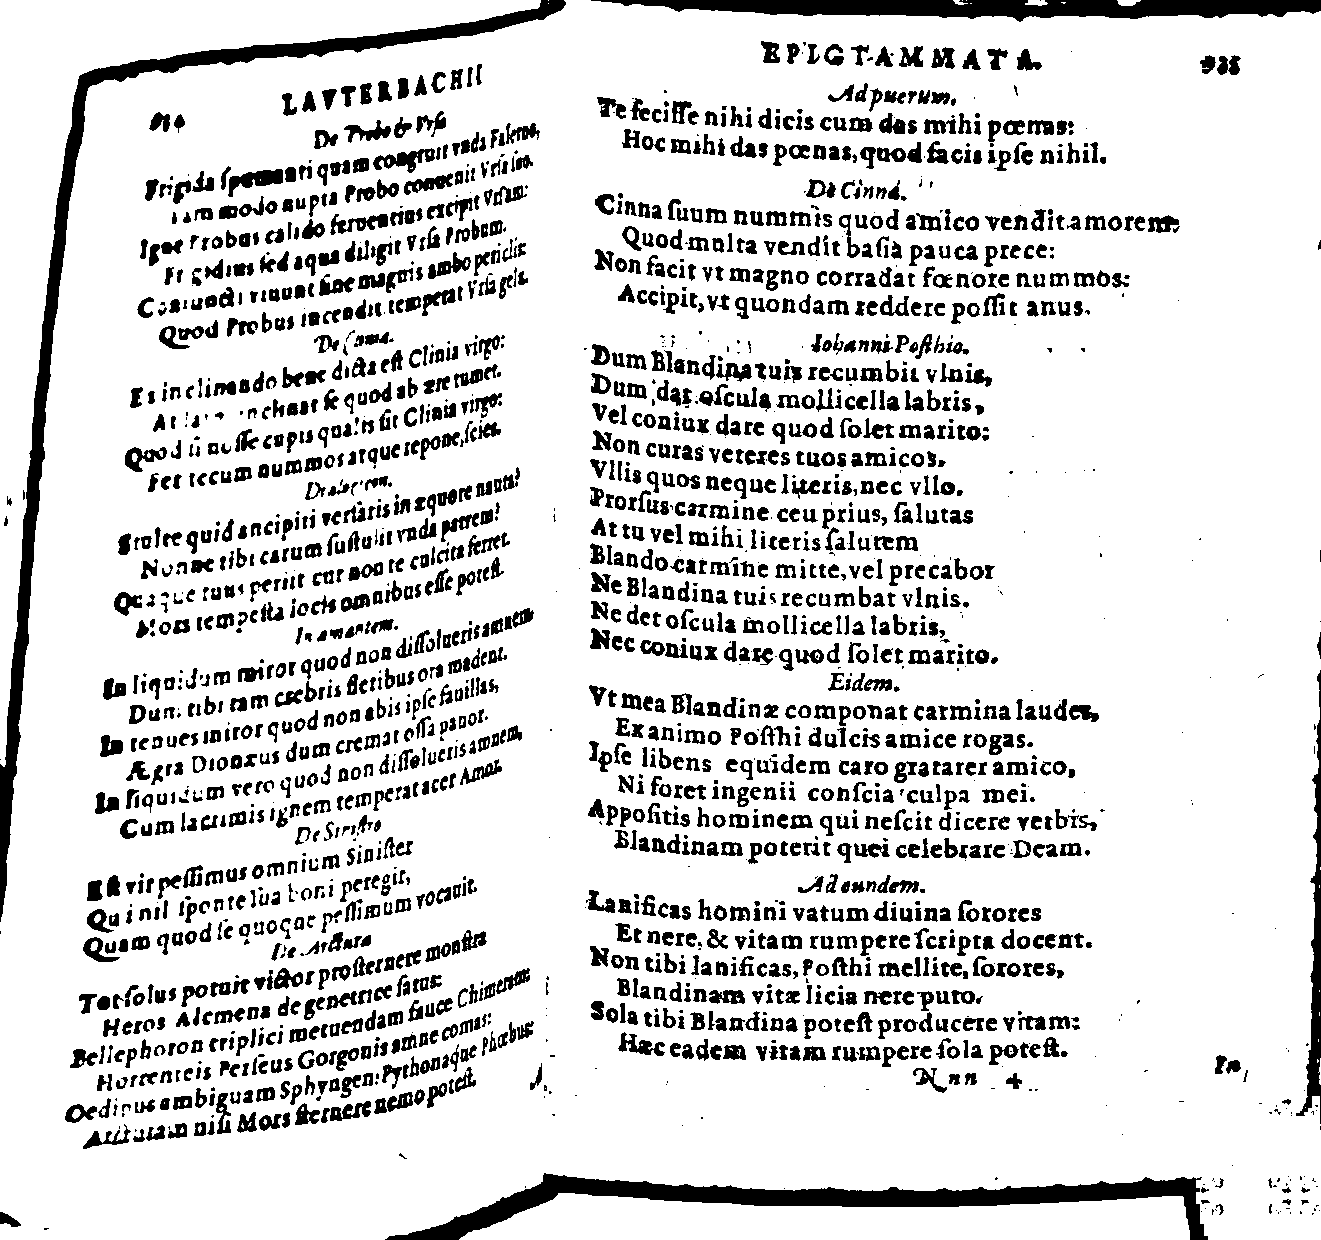 LAVTERBACHII
De Probo & Vrsa
Frigida spumanti quam congruit vnda Falerno,
Iam modo nupta Probo conuenit Vrsa suo.
Igne Probus calido feruentius excipit Vrsam:
Frigidius sed aqua diligit Vrsa Probum.
Coniuncti viuunt sine magnis ambo periclis:
Quod Probus incendit temperat Vrsa gelu.
De
Es inclinando bene dicta est Clinia virgo:
At se quod ab ære tumet.
Quod si nosse cupis qualis sit Clinia virgo:
Fer tecum nummos atque repone, scies.
Stulte quid ancipiti versaris in æquore nauta?
Nonne tibi carum sustulit vnda patrem?
Quaque tuus periit cur non te culcita ferret.
Mors tempesta locis omnibus esse potest.
In amantem.
In liquidum miror quod non dissolueris amnem
Dum tibi tam crebris fletibus ora madent.
In tenues miror quod non abis ipse fauillas,
Ægra Dionæus dum cremat ossa panor.
In liquidum vero quod non dissolueris amnem,
Cum lacrimis ignem temperat acer Amor.
De Sinistro
Est vir pessimus omnium Sinister
Qui nil sponte sua boni peregit,
Quam quod se quoque pessimum vocauit.
De Arctura
Tot solus potuit victor prosternere monstra
Heros Alcmena de genetrice satus:
Bellephoron triplici metuendam fauce Chimeram:
Horrenteis Perseus Gorgonis amne comas:
Oedipus ambiguam Sphyngen: Pythonaque Phœbus:
Arcturam nisi Mors sternere nemo potest.
EPIGTAMMATA. 935
Ad puerum.
Te fecisse nihi dicis cum das mihi pœnas:
Hoc mihi das pœnas, quod facis ipse nihil.
De Cinna.
Cinna suum nummis quod amico vendit amorem:
Quod multa vendit basia pauca prece:
Non facit vt magno corradat fœnore nummos:
Accipit, vt quondam reddere possit anus.
Iohanni Posthio.
Dum Blandina tuis recumbit vlnis,
Dum dat oscula mollicella labris,
Vel coniux dare quod solet marito:
Non curas veteres tuos amicos.
Vllis quos neque literis, nec vllo.
Prorsus carmine ceu prius, salutas
At tu vel mihi literis salutem
Blando carmine mitte, vel precabor
Ne Blandina tuis recumbat vlnis.
Ne det oscula mollicella labris,
Nec coniux dare quod solet marito.
Eidem.
Vt mea Blandinæ componat carmina laudes,
Ex animo Posthi dulcis amice rogas.
Ipse libens equidem caro gratarer amico,
Ni foret ingenii conscia culpa mei.
Appositis hominem qui nescit dicere verbis,
Blandinam poterit quei celebrare Deam.
Ad eundem.
Lanificas homini vatum diuina sorores
Et nere, & vitam rumpere scripta docent.
Non tibi lanificas, Posthi mellite, sorores,
Blandinam vitæ licia nere puto.
Sola tibi Blandina potest producere vitam:
Hæc eadem vitam rumpere sola potest.
Nnn 4 In